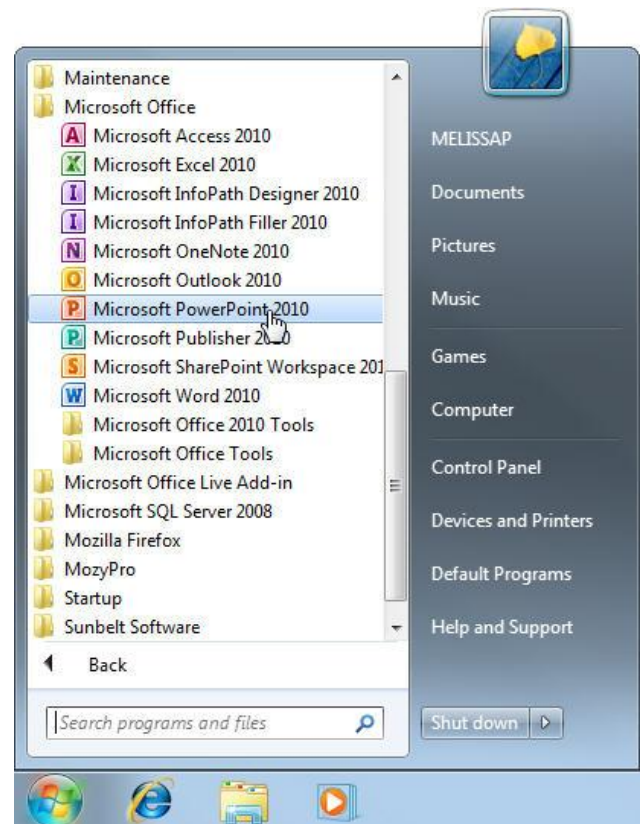 Maintenance
Microsoft Office
Microsoft Access 2010
Microsoft Excel 2010
Microsoft InfoPath Designer 2010
Microsoft InfoPath Filler 2010
Microsoft OneNote 2010
Microsoft Outlook 2010
Microsoft PowerPoint 2010
Microsoft Publisher 2010
Microsoft SharePoint Workspace 201
Microsoft Word 2010
Microsoft Office 2010 Tools
Microsoft Office Tools
Microsoft Office Live Add-in
Microsoft SQL Server 2008
Mozilla Firefox
MozyPro
Startup
Sunbelt Software
Back
Search programs and files
MELISSAP
Documents
Pictures
Music
Games
Computer
Control Panel
Devices and Printers
Default Programs
Help and Support
Shut down